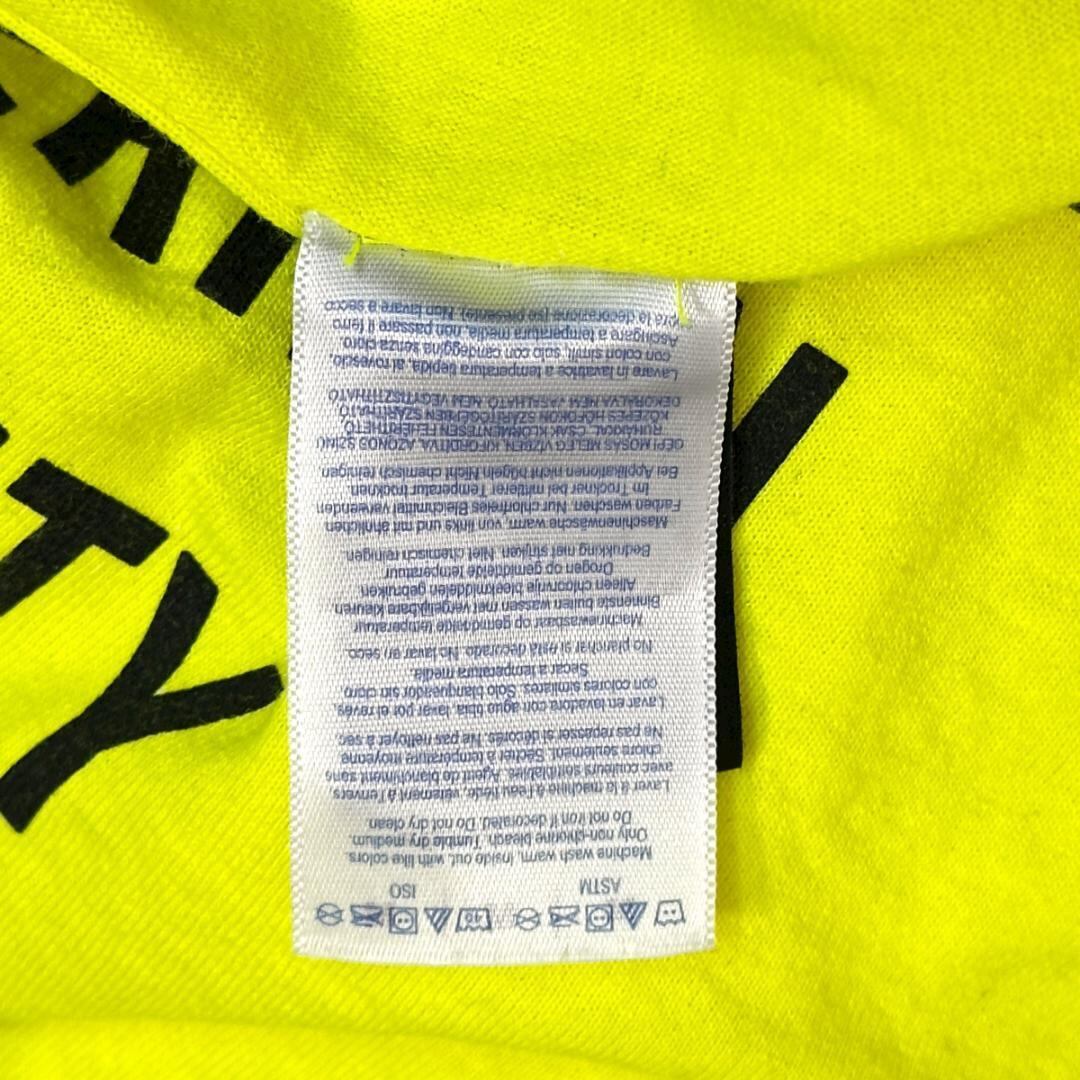 ASTM ISO
Machine wash warm, inside out, with like colors.
Only non-chlorine bleach. Tumble dry medium.
Do not iron if decorated. Do not dry clean.
Laver à la machine à l'eau tiède, vêtement à l'envers
avec couleurs semblables. Agent de blanchiment sans
chlore seulement. Sécher à température moyenne
Ne pas repasser si décorés. Ne pas nettoyer à sec
Lavar en lavadora con agua tibia, lavar por el revés,
con colores similares. Solo blanqueador sin cloro
Secar a temperatura media.
No planchar si está decorado. No lavar en seco.
Machinewasbaar op gemiddelde temperatuur
Binnenste buiten wassen met vergelijkbare kleuren
Alleen chloorvrije bleekmiddelen gebruiken
Drogen op gemiddelde temperatuur
Bedrukking niet strijken. Niet chemisch reinigen.
Maschinenwäsche warm, von links und mit ähnlichen
Farben waschen. Nur chlorfreies Bleichmittel verwenden
Im Trockner bei mittlerer Temperatur trocknen.
Bei Applikationen nicht bügeln Nicht chemisch reinigen
GÉPI MOSÁS MELEG VÍZBEN, KIFORDÍTVA, AZONOS SZÍNŰ
RUHÁKKAL. CSAK KLÓRMENTESEN FEHÉRÍTHETŐ
KÖZEPES HŐFOKON SZÁRÍTÓGÉPBEN SZÁRÍTHATÓ
DEKORÁLVA NEM VASALHATÓ NEM VEGYTISZTÍTHATÓ
Lavare in lavatrice a temperatura tiepida, al rovescio,
con colori simili, solo con candeggina senza cloro
Asciugare a temperatura media, non passare il ferro
la decorazione (se presente). Non lavare a secco
TY